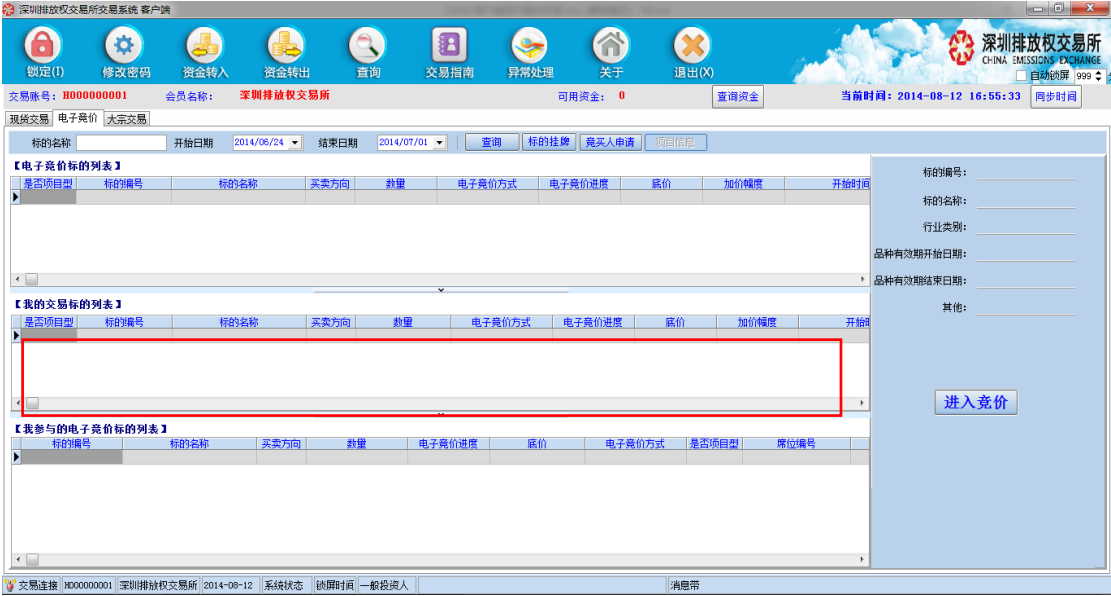 深圳排放权交易所交易系统 客户端
锁定(I) 修改密码 资金转入 资金转出 查询 交易指南 异常处理 关于 退出(X)
深圳排放权交易所
CHINA EMISSIONS EXCHANGE
自动锁屏 999
交易账号: H000000001 会员名称: 深圳排放权交易所 可用资金: 0 查询资金 当前时间: 2014-08-12 16:55:33 同步时间
现货交易 电子竞价 大宗交易
标的名称 开始日期 2014/06/24 结束日期 2014/07/01 查询 标的挂牌 竞买人申请 项目信息
【电子竞价标的列表】
是否项目型 标的编号 标的名称 买卖方向 数量 电子竞价方式 电子竞价进度 底价 加价幅度 开始时间
【我的交易标的列表】
是否项目型 标的编号 标的名称 买卖方向 数量 电子竞价方式 电子竞价进度 底价 加价幅度 开始
【我参与的电子竞价标的列表】
标的编号 标的名称 买卖方向 数量 电子竞价进度 底价 电子竞价方式 是否项目型 席位编号
标的编号:
标的名称:
行业类别:
品种有效期开始日期:
品种有效期结束日期:
其他:
进入竞价
交易连接 H000000001 深圳排放权交易所 2014-08-12 系统状态 锁屏时间 一般投资人 消息带